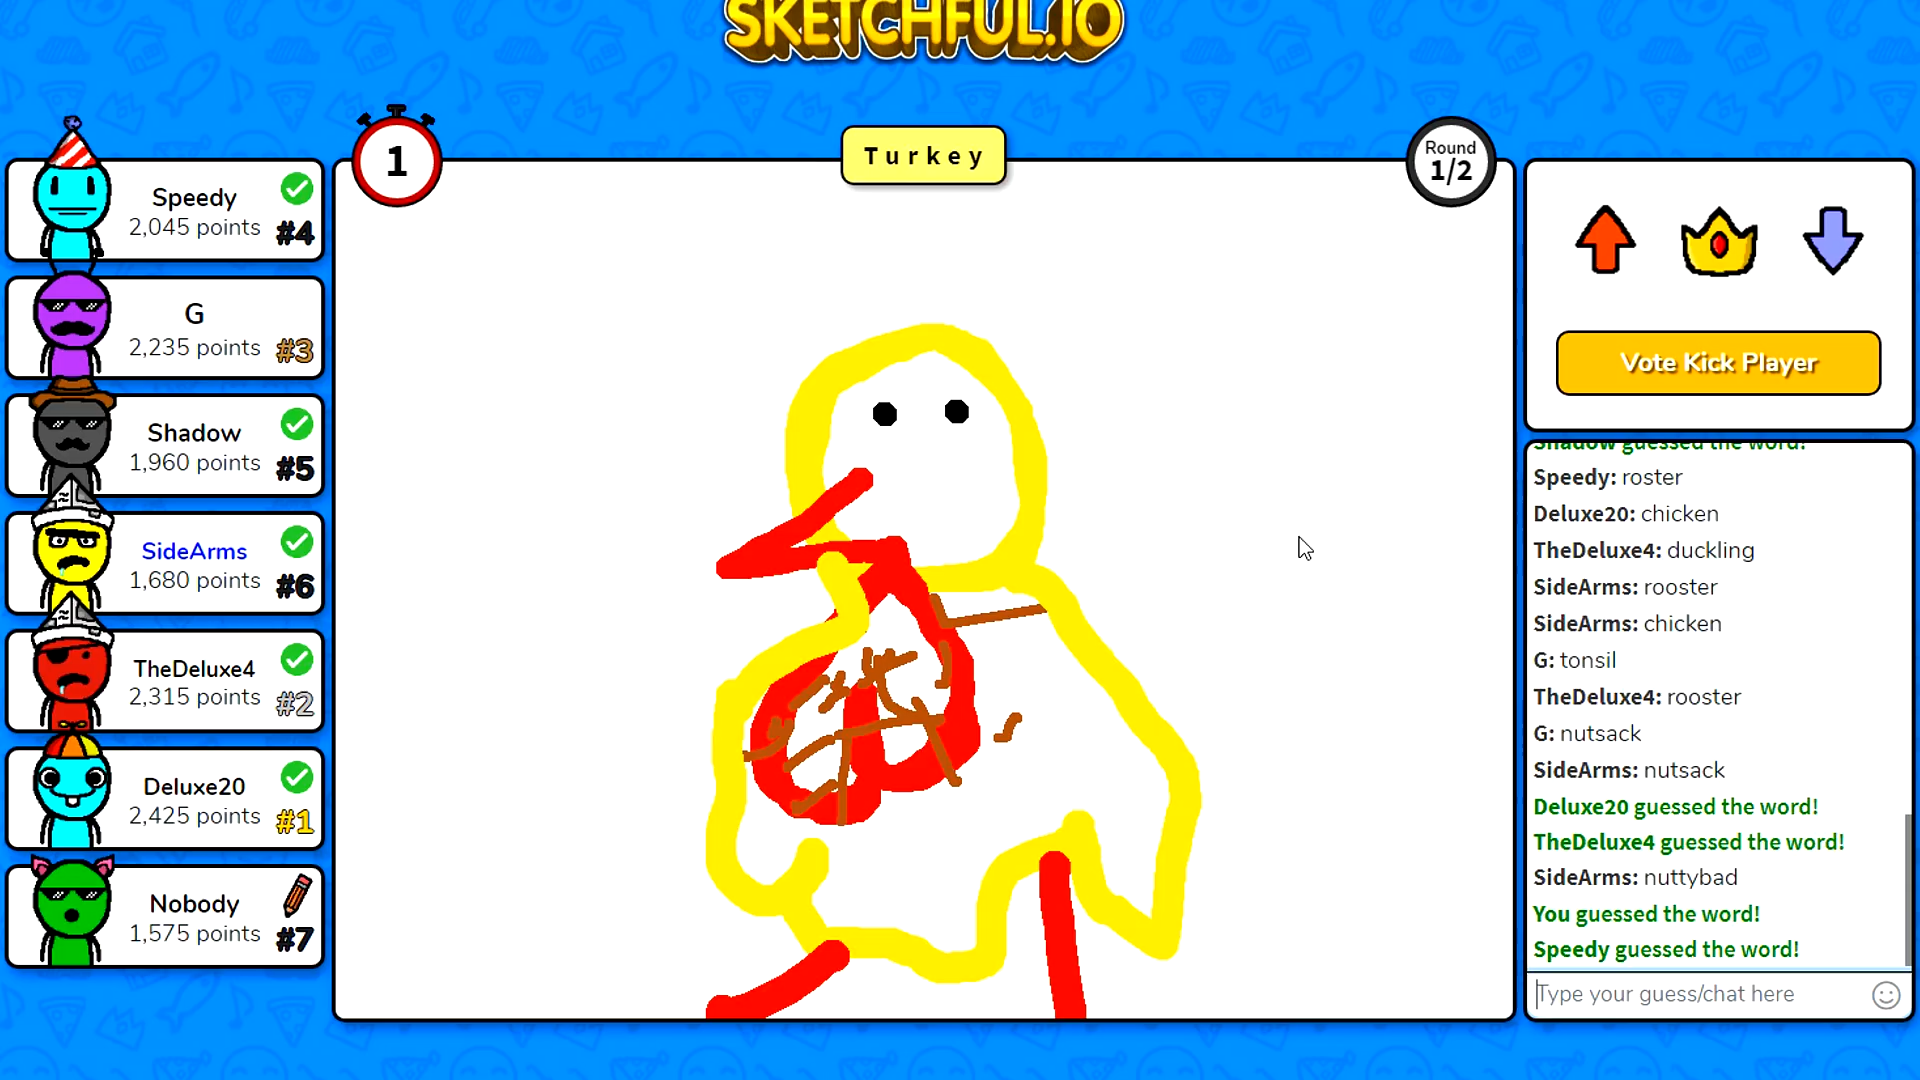 SKETCHFUL.IO
1
Turkey
Round
1/2
Speedy
2,045 points
#4
G
2,235 points
#3
Shadow
1,960 points
#5
SideArms
1,680 points
#6
TheDeluxe4
2,315 points
#2
Deluxe20
2,425 points
#1
Nobody
1,575 points
#7
Vote Kick Player
Shadow guessed the word!
Speedy: roster
Deluxe20: chicken
TheDeluxe4: duckling
SideArms: rooster
SideArms: chicken
G: tonsil
TheDeluxe4: rooster
G: nutsack
SideArms: nutsack
Deluxe20 guessed the word!
TheDeluxe4 guessed the word!
SideArms: nuttybad
You guessed the word!
Speedy guessed the word!
Type your guess/chat here